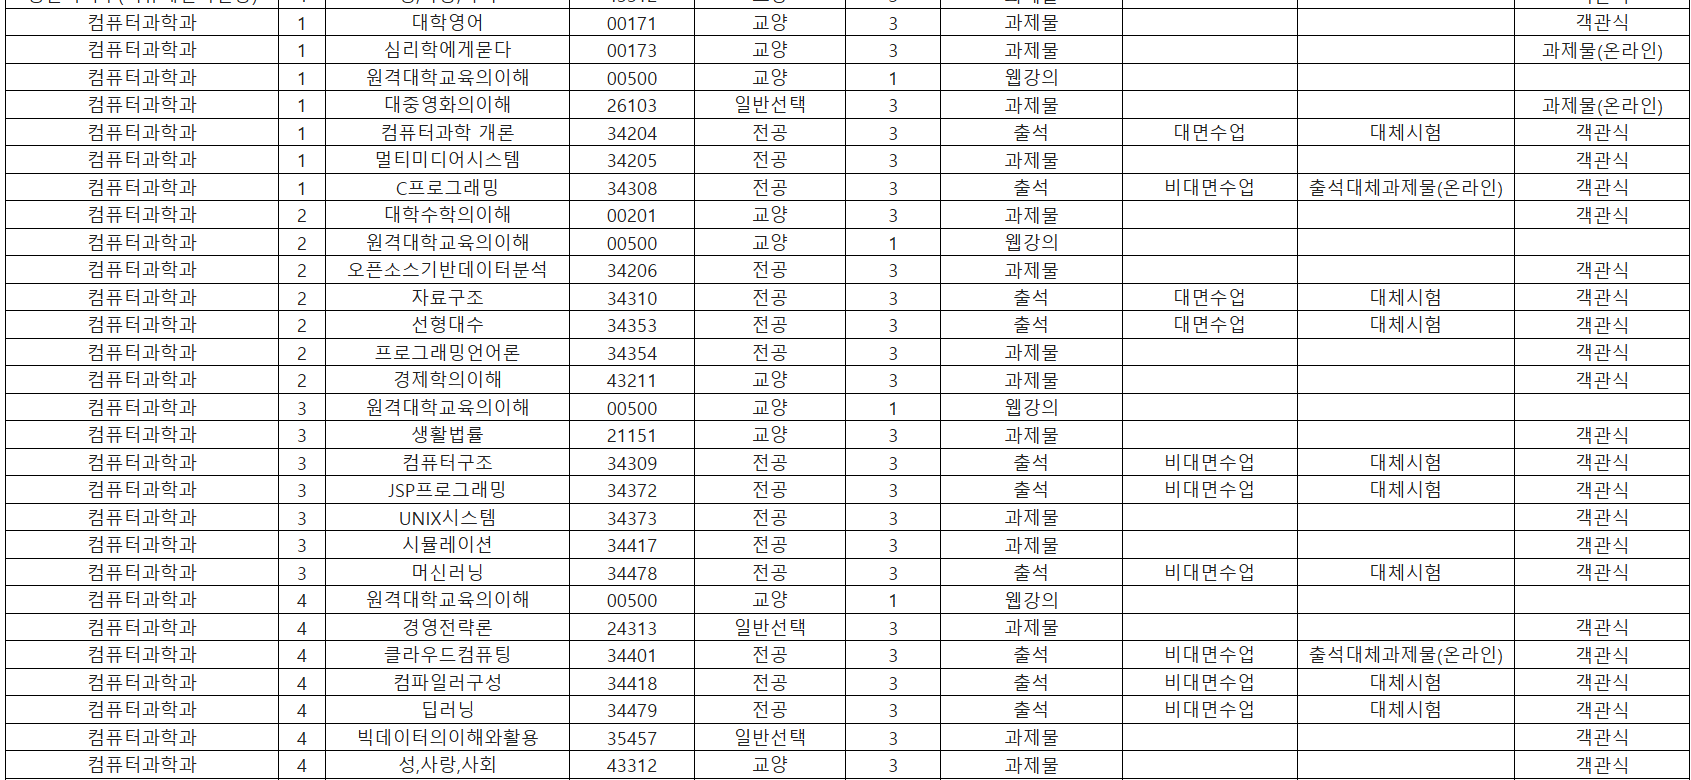 컴퓨터과학과 1 대학영어 00171 교양 3 과제물 객관식
컴퓨터과학과 1 심리학에게묻다 00173 교양 3 과제물 과제물(온라인)
컴퓨터과학과 1 원격대학교육의이해 00500 교양 1 웹강의
컴퓨터과학과 1 대중영화의이해 26103 일반선택 3 과제물 과제물(온라인)
컴퓨터과학과 1 컴퓨터과학 개론 34204 전공 3 출석 대면수업 대체시험 객관식
컴퓨터과학과 1 멀티미디어시스템 34205 전공 3 과제물 객관식
컴퓨터과학과 1 C프로그래밍 34308 전공 3 출석 비대면수업 출석대체과제물(온라인) 객관식
컴퓨터과학과 2 대학수학의이해 00201 교양 3 과제물 객관식
컴퓨터과학과 2 원격대학교육의이해 00500 교양 1 웹강의
컴퓨터과학과 2 오픈소스기반데이터분석 34206 전공 3 과제물 객관식
컴퓨터과학과 2 자료구조 34310 전공 3 출석 대면수업 대체시험 객관식
컴퓨터과학과 2 선형대수 34353 전공 3 출석 대면수업 대체시험 객관식
컴퓨터과학과 2 프로그래밍언어론 34354 전공 3 과제물 객관식
컴퓨터과학과 2 경제학의이해 43211 교양 3 과제물 객관식
컴퓨터과학과 3 원격대학교육의이해 00500 교양 1 웹강의
컴퓨터과학과 3 생활법률 21151 교양 3 과제물 객관식
컴퓨터과학과 3 컴퓨터구조 34309 전공 3 출석 비대면수업 대체시험 객관식
컴퓨터과학과 3 JSP프로그래밍 34372 전공 3 출석 비대면수업 대체시험 객관식
컴퓨터과학과 3 UNIX시스템 34373 전공 3 과제물 객관식
컴퓨터과학과 3 시뮬레이션 34417 전공 3 과제물 객관식
컴퓨터과학과 3 머신러닝 34478 전공 3 출석 비대면수업 대체시험 객관식
컴퓨터과학과 4 원격대학교육의이해 00500 교양 1 웹강의
컴퓨터과학과 4 경영전략론 24313 일반선택 3 과제물 객관식
컴퓨터과학과 4 클라우드컴퓨팅 34401 전공 3 출석 비대면수업 출석대체과제물(온라인) 객관식
컴퓨터과학과 4 컴파일러구성 34418 전공 3 출석 비대면수업 대체시험 객관식
컴퓨터과학과 4 딥러닝 34479 전공 3 출석 비대면수업 대체시험 객관식
컴퓨터과학과 4 빅데이터의이해와활용 35457 일반선택 3 과제물 객관식
컴퓨터과학과 4 성,사랑,사회 43312 교양 3 과제물 객관식